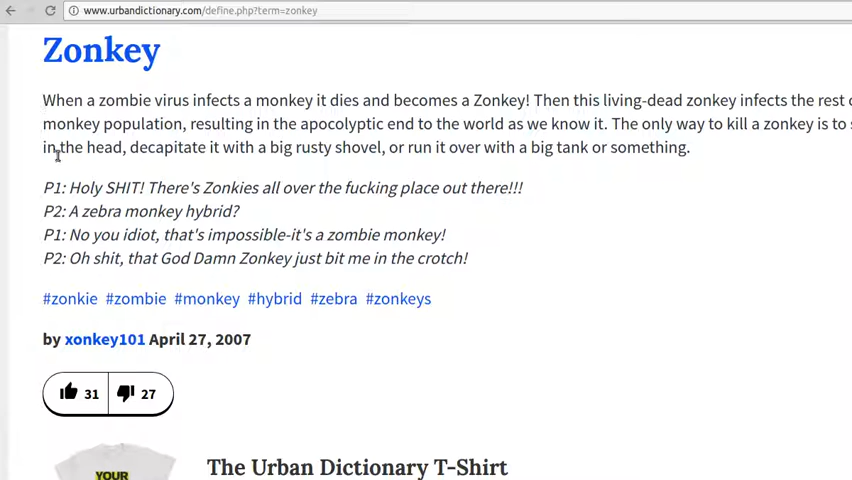 www.urbandictionary.com/define.php?term=zonkey
Zonkey
When a zombie virus infects a monkey it dies and becomes a Zonkey! Then this living-dead zonkey infects the rest
monkey population, resulting in the apocolyptic end to the world as we know it. The only way to kill a zonkey is to
in the head, decapitate it with a big rusty shovel, or run it over with a big tank or something.
P1: Holy SHIT! There's Zonkies all over the fucking place out there!!!
P2: A zebra monkey hybrid?
P1: No you idiot, that's impossible-it's a zombie monkey!
P2: Oh shit, that God Damn Zonkey just bit me in the crotch!
#zonkie #zombie #monkey #hybrid #zebra #zonkeys
by xonkey101 April 27, 2007
31 27
The Urban Dictionary T-Shirt
YOUR